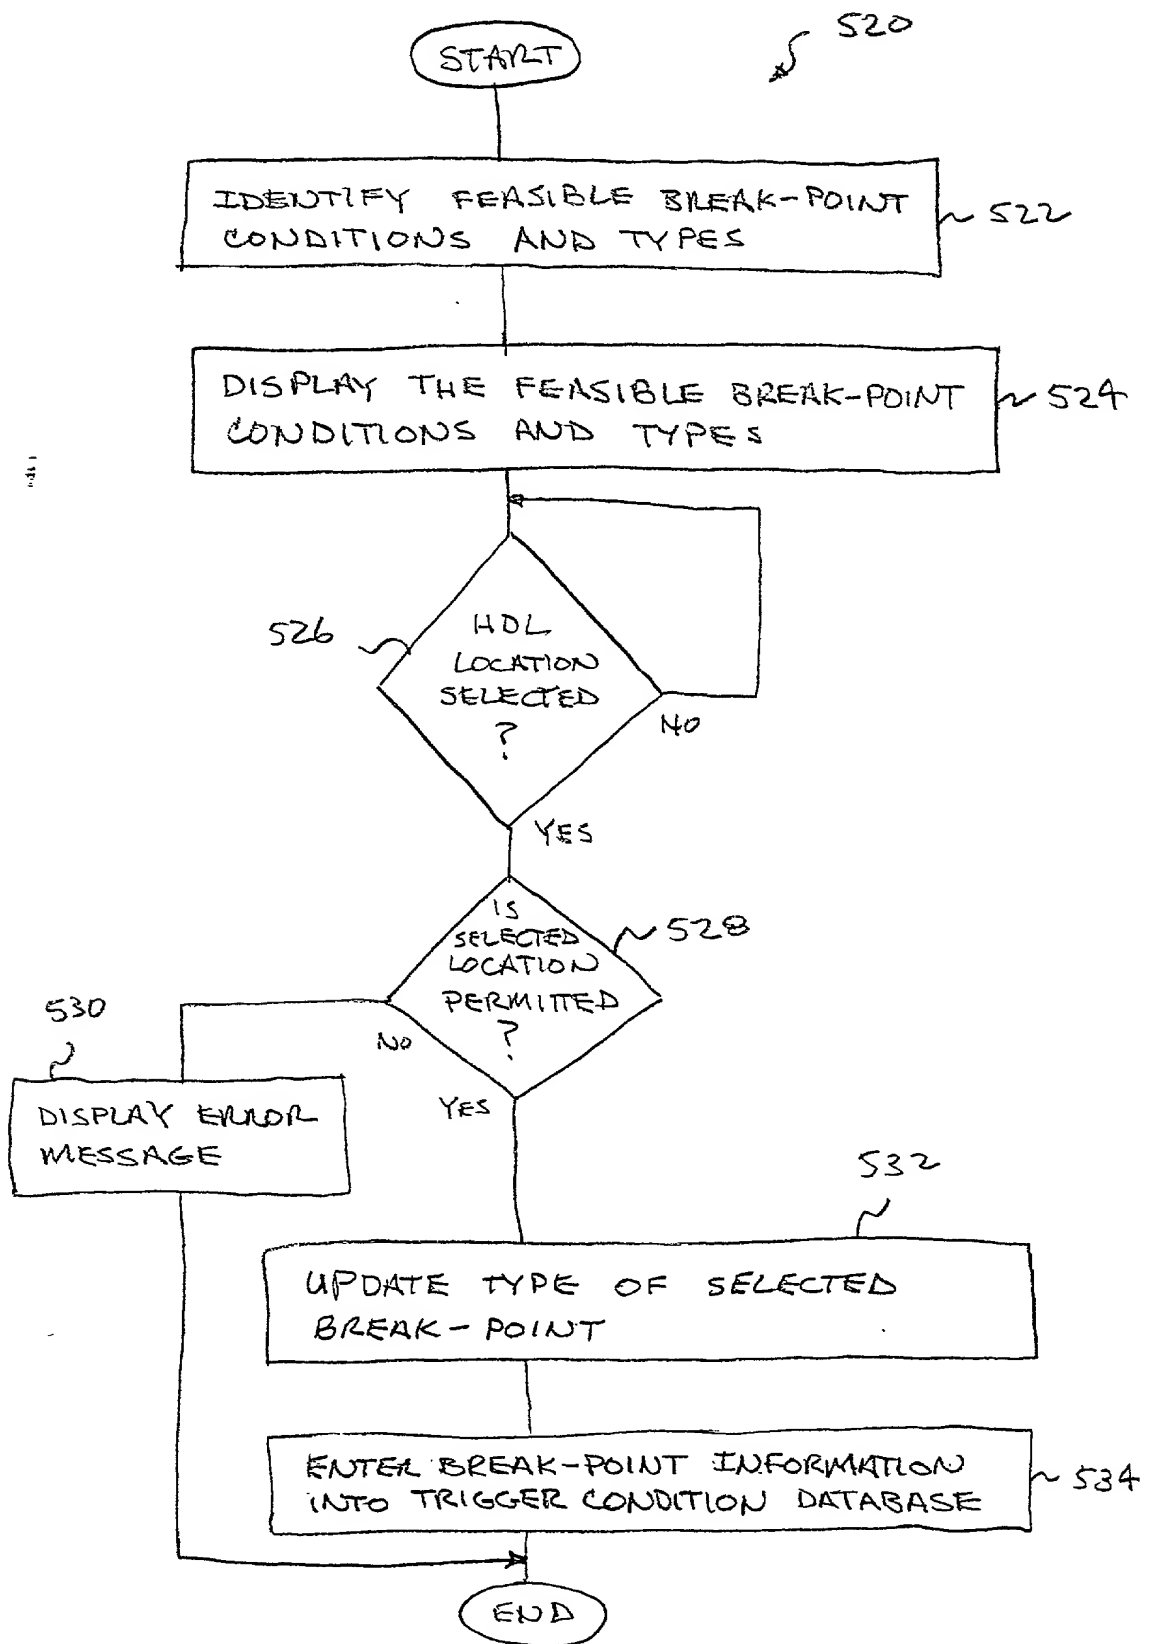 520
START
IDENTIFY FEASIBLE BREAK-POINT
CONDITIONS AND TYPES
522
DISPLAY THE FEASIBLE BREAK-POINT
CONDITIONS AND TYPES
524
526
HDL
LOCATION
SELECTED
?
NO
YES
IS
SELECTED
LOCATION
PERMITTED
?
528
530
NO
YES
DISPLAY ERROR
MESSAGE
532
UPDATE TYPE OF SELECTED
BREAK-POINT
ENTER BREAK-POINT INFORMATION
INTO TRIGGER CONDITION DATABASE
534
END